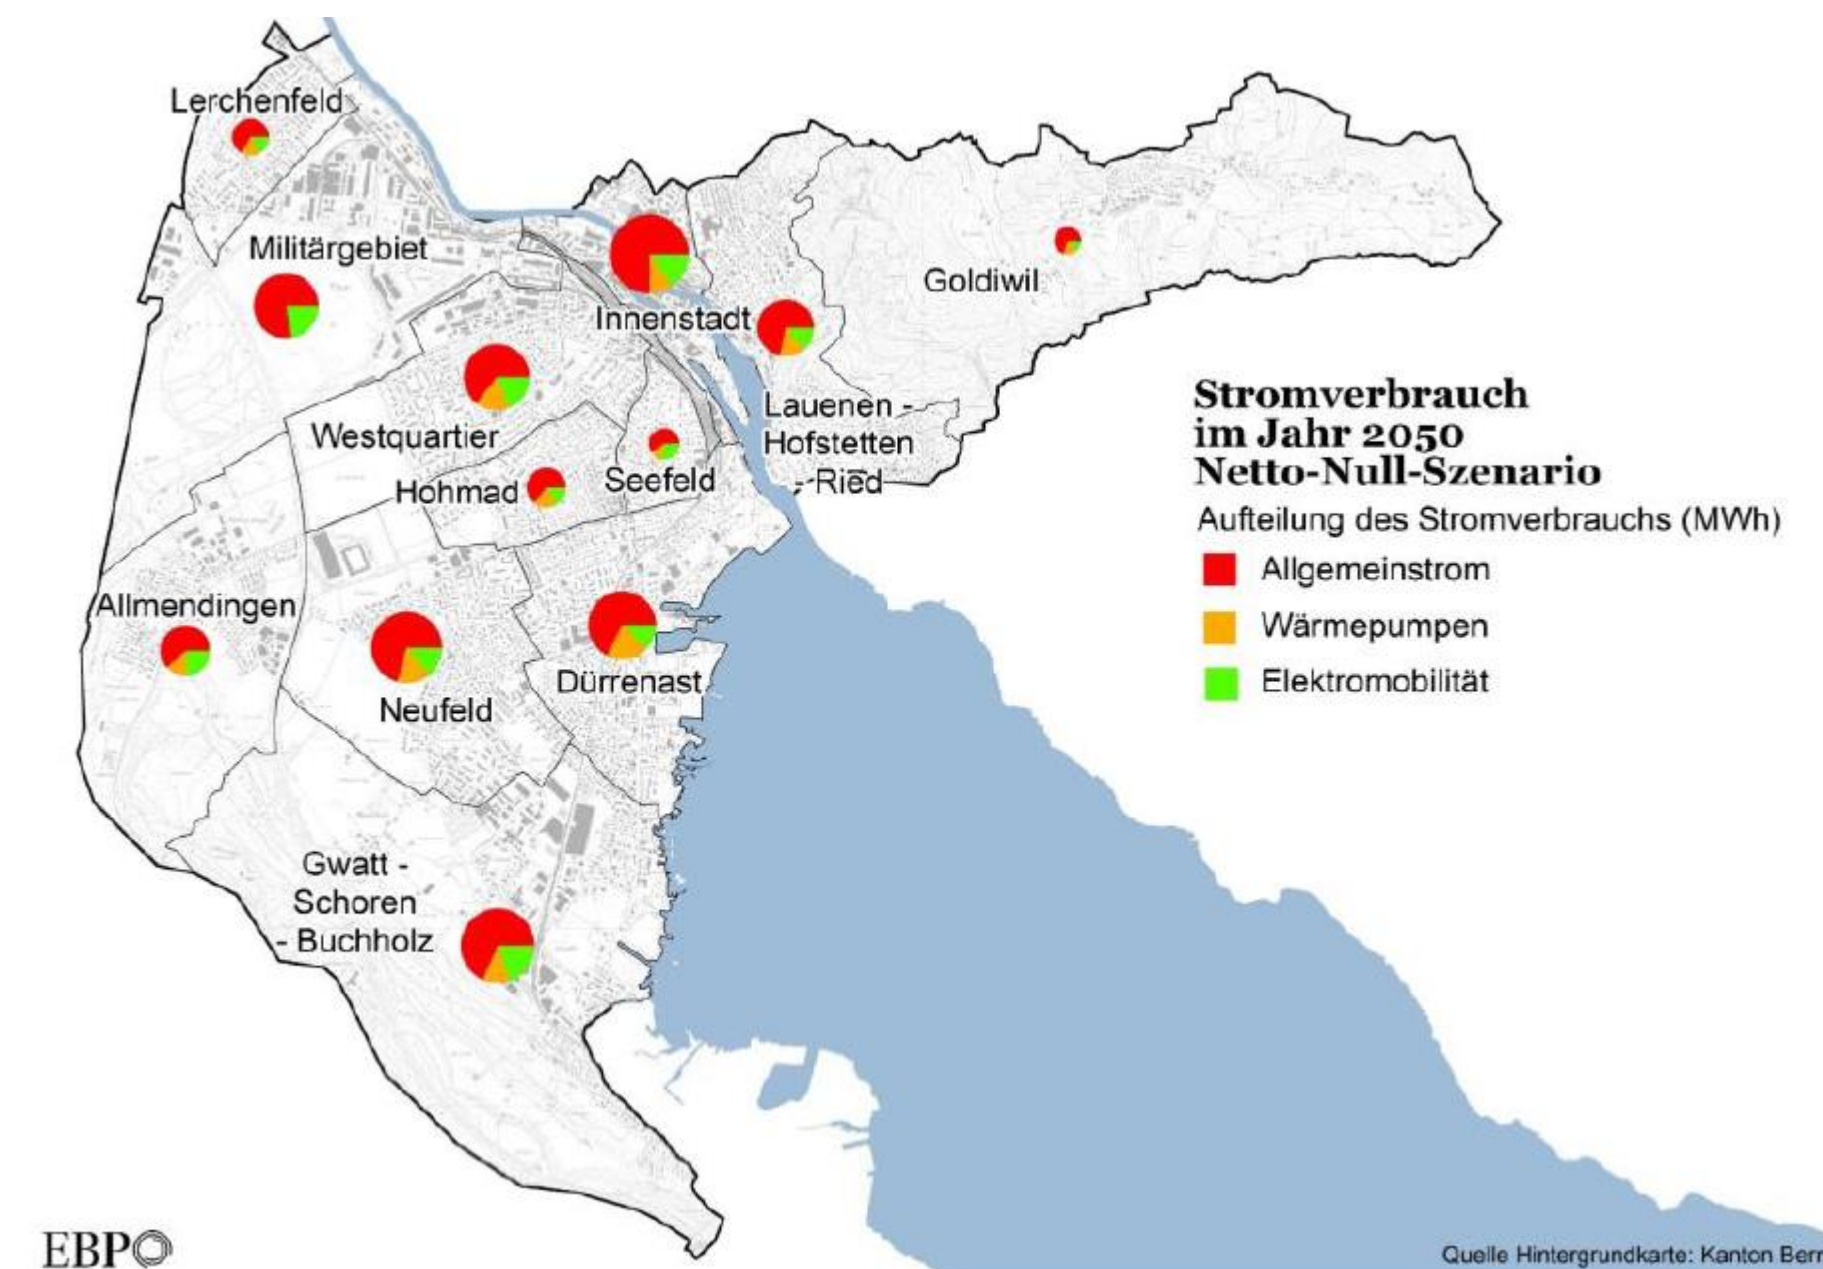 Lerchenfeld
Militärgebiet
Innenstadt
Goldiwil
Westquartier
Lauenen -
Hofstetten
- Ried
Hohmad
Seefeld
Allmendingen
Neufeld
Dürrenast
Gwatt -
Schoren
- Buchholz
Stromverbrauch
im Jahr 2050
Netto-Null-Szenario
Aufteilung des Stromverbrauchs (MWh)
Allgemeinstrom
Wärmepumpen
Elektromobilität
EBP
Quelle Hintergrundkarte: Kanton Bern